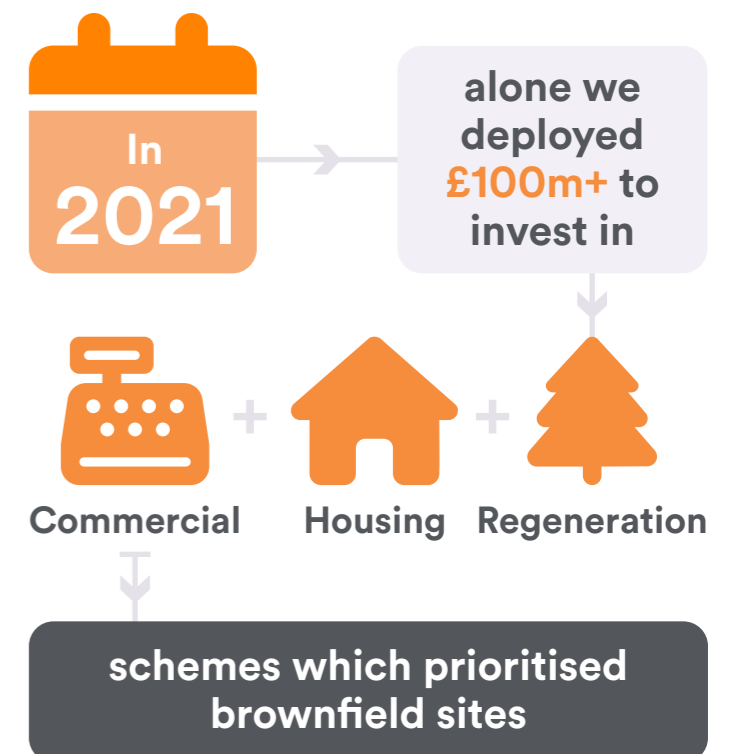 In
2021
alone we
deployed
£100m+ to
invest in
Commercial
Housing
Regeneration
schemes which prioritised
brownfield sites